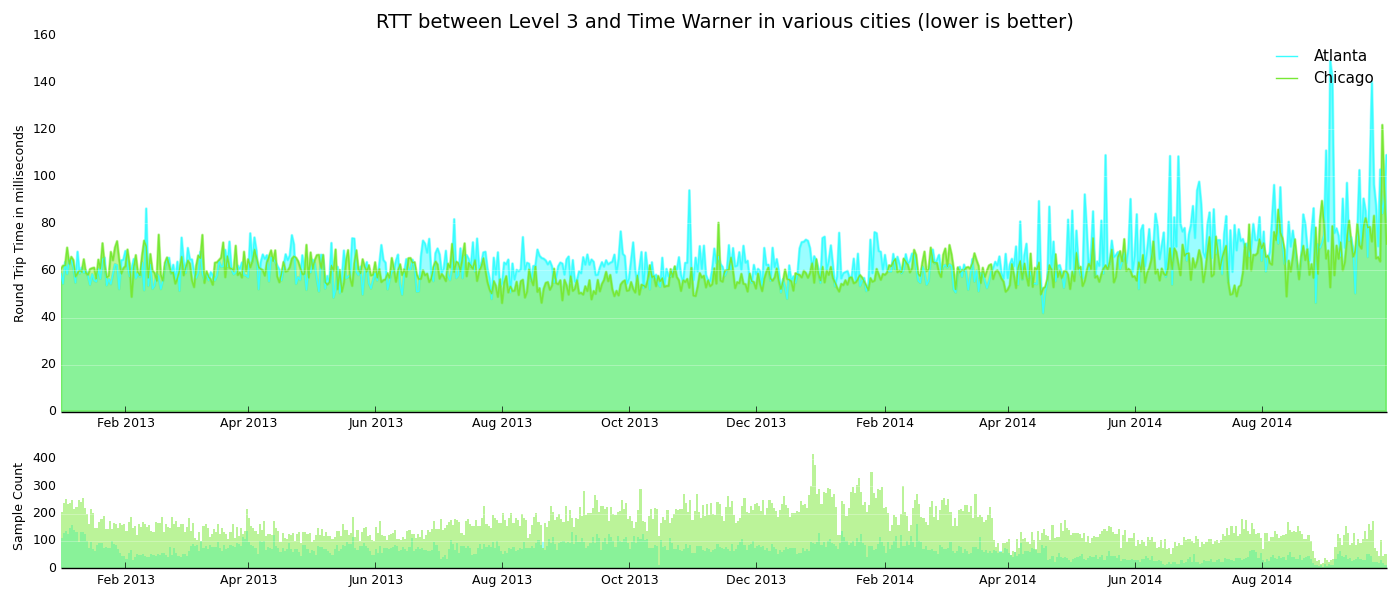 RTT between Level 3 and Time Warner in various cities (lower is better)
160
140
120
100
80
60
40
20
0
Round Trip Time in milliseconds
Atlanta
Chicago
Feb 2013 Apr 2013 Jun 2013 Aug 2013 Oct 2013 Dec 2013 Feb 2014 Apr 2014 Jun 2014 Aug 2014
400
300
200
100
0
Sample Count
Feb 2013 Apr 2013 Jun 2013 Aug 2013 Oct 2013 Dec 2013 Feb 2014 Apr 2014 Jun 2014 Aug 2014